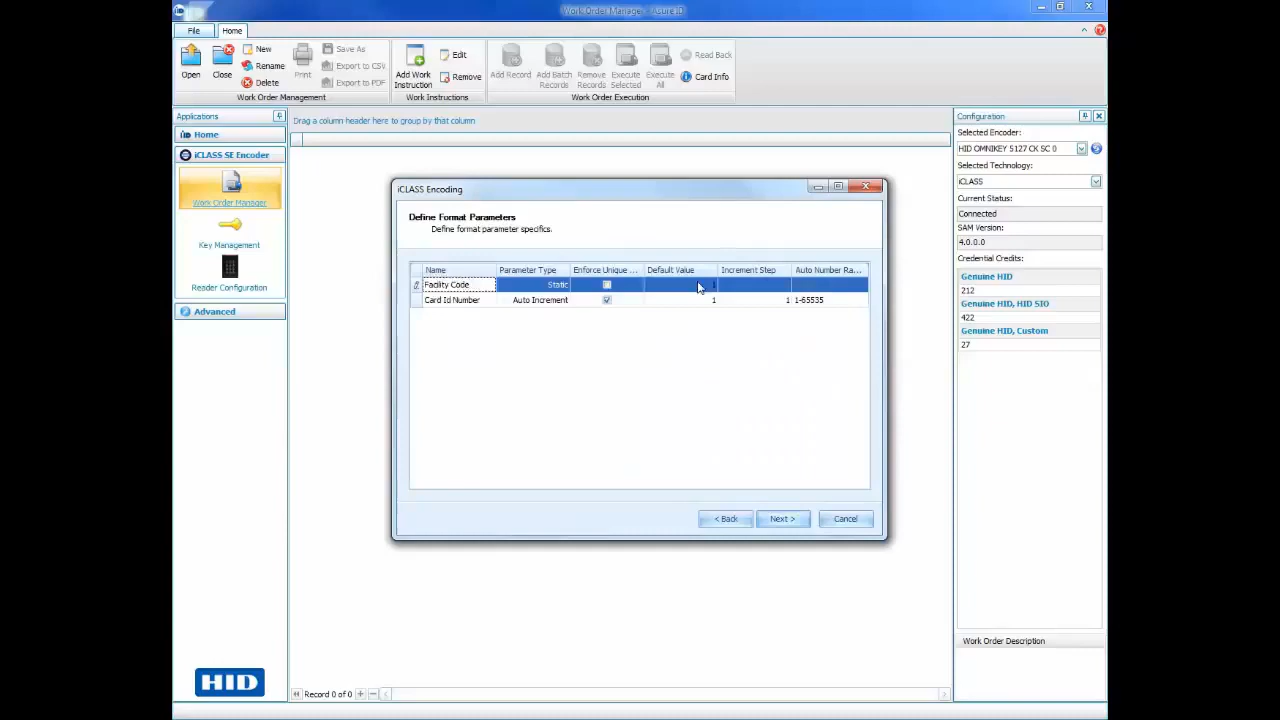 Work Order Manager - Asure ID
File
Home
Open
Close
New
Rename
Delete
Print
Save As
Export to CSV
Export to PDF
Work Order Management
Add Work
Instruction
Edit
Remove
Work Instructions
Add Record
Add Batch
Records
Remove
Records
Execute
Selected
Execute
All
Read Back
Card Info
Work Order Execution
Applications
Home
iCLASS SE Encoder
Work Order Manager
Key Management
Reader Configuration
Advanced
HID
Drag a column header here to group by that column
iCLASS Encoding
Define Format Parameters
Define format parameter specifics.
Name Parameter Type Enforce Unique ... Default Value Increment Step Auto Number Ra...
Facility Code Static 1
Card Id Number Auto Increment 1 1 1-65535
< Back
Next >
Cancel
Record 0 of 0
Configuration
Selected Encoder:
HID OMNIKEY 5127 CK SC 0
Selected Technology:
iCLASS
Current Status:
Connected
SAM Version:
4.0.0.0
Credential Credits:
Genuine HID
212
Genuine HID, HID SIO
422
Genuine HID, Custom
27
Work Order Description